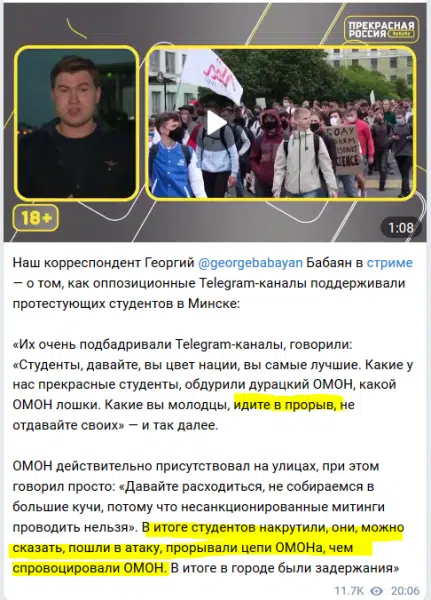 ПРЕКРАСНАЯ
РОССИЯ бу-бу-бу
18+
1:08
Наш корреспондент Георгий @georgebabayan Бабаян в стриме
— о том, как оппозиционные Telegram-каналы поддерживали
протестующих студентов в Минске:
«Их очень подбадривали Telegram-каналы, говорили:
«Студенты, давайте, вы цвет нации, вы самые лучшие. Какие у
нас прекрасные студенты, обдурили дурацкий ОМОН, какой
ОМОН лошки. Какие вы молодцы, идите в прорыв, не
отдавайте своих» — и так далее.
ОМОН действительно присутствовал на улицах, при этом
говорил просто: «Давайте расходиться, не собираемся в
большие кучи, потому что несанкционированные митинги
проводить нельзя». В итоге студентов накрутили, они, можно
сказать, пошли в атаку, прорывали цепи ОМОНа, чем
спровоцировали ОМОН. В итоге в городе были задержания»
11.7K 20:06